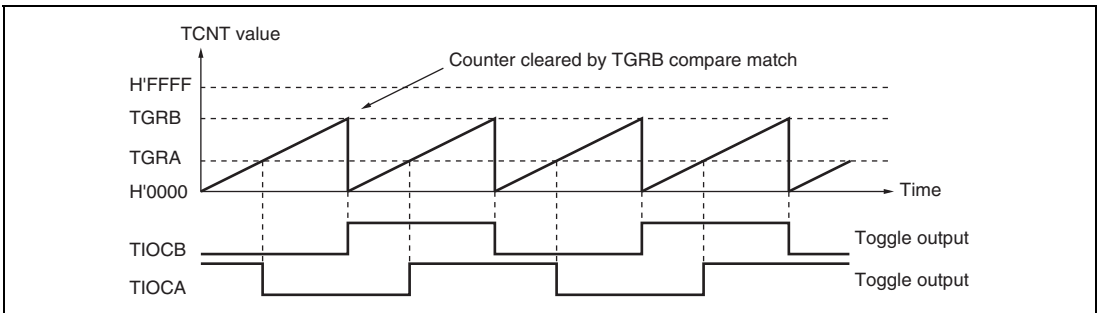 TCNT value
Counter cleared by TGRB compare match
H'FFFF
TGRB
TGRA
H'0000
Time
TIOCB
Toggle output
TIOCA
Toggle output